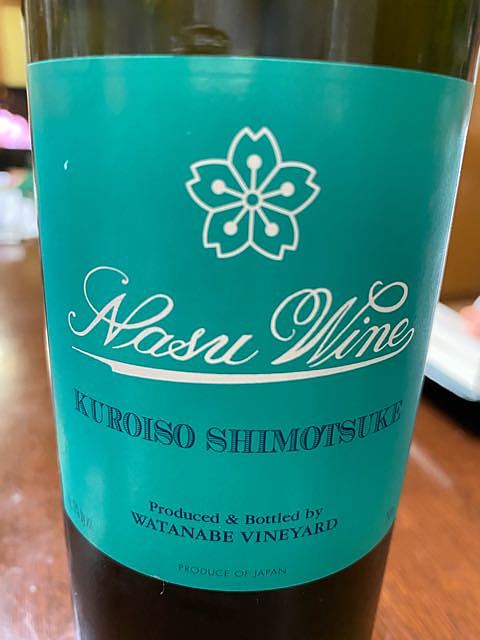 Nasu Wine
KUROISO SHIMOTSUKE
Produced & Bottled by
WATANABE VINEYARD
PRODUCE OF JAPAN